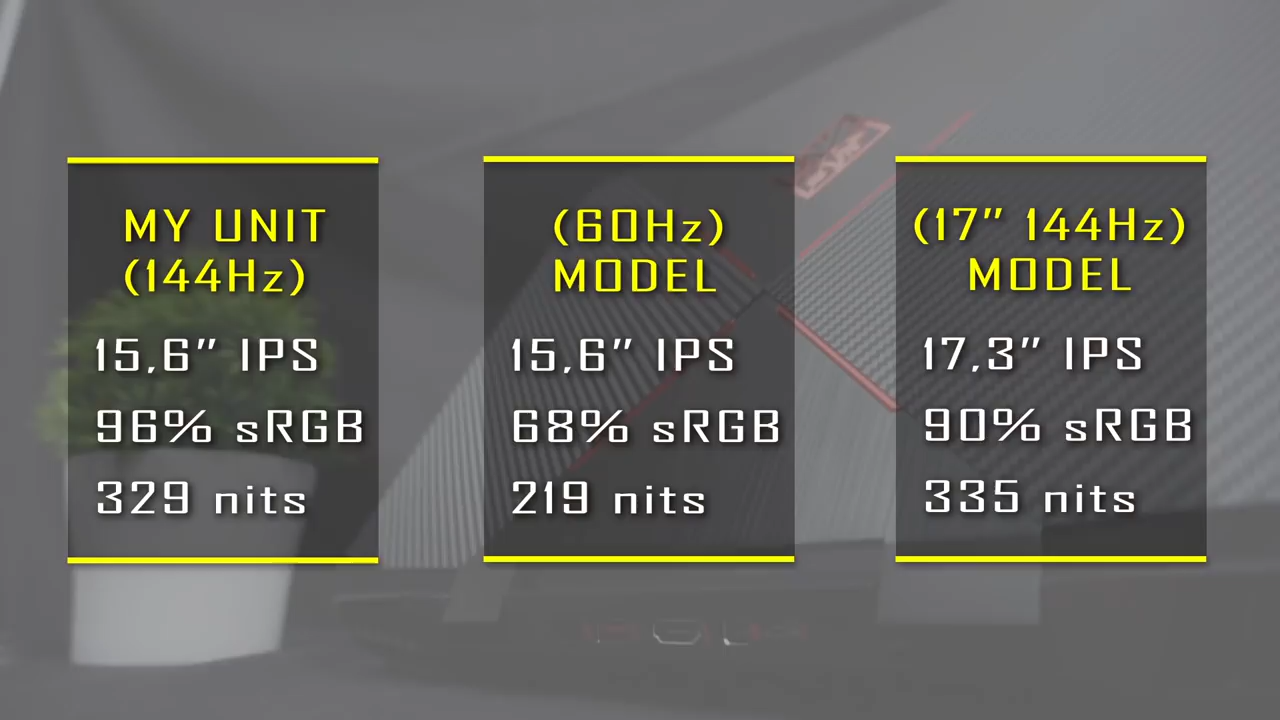 MY UNIT
(144Hz)
15,6" IPS
96% sRGB
329 nits
(60Hz)
MODEL
15,6" IPS
68% sRGB
219 nits
(17" 144Hz)
MODEL
17,3" IPS
90% sRGB
335 nits